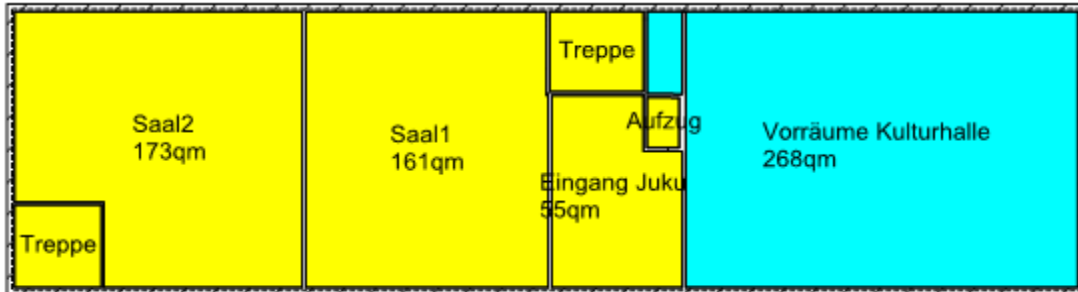 Treppe
Saal2
173qm
Saal1
161qm
Aufzug
Vorräume Kulturhalle
268qm
Eingang Juku
55qm
Treppe